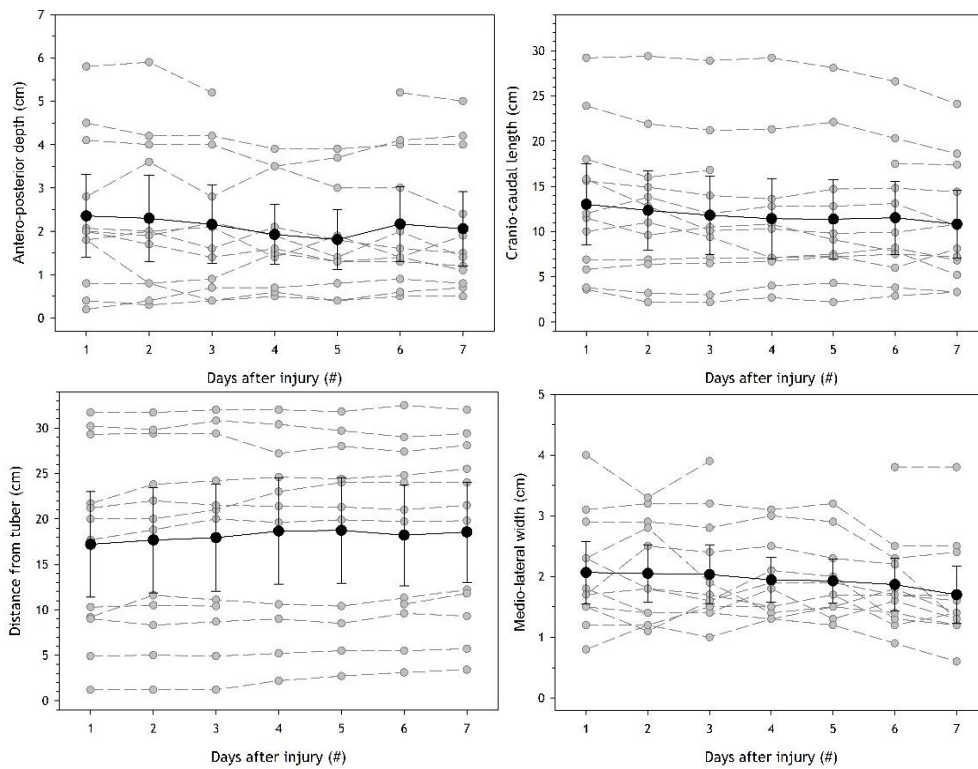 Antero-posterior depth (cm)
7
6
5
4
3
2
1
0
1 2 3 4 5 6 7
Days after injury (#)
Cranio-caudal length (cm)
30
25
20
15
10
5
0
1 2 3 4 5 6 7
Days after injury (#)
Distance from tuber (cm)
30
25
20
15
10
5
0
1 2 3 4 5 6 7
Days after injury (#)
Medio-lateral width (cm)
5
4
3
2
1
0
1 2 3 4 5 6 7
Days after injury (#)